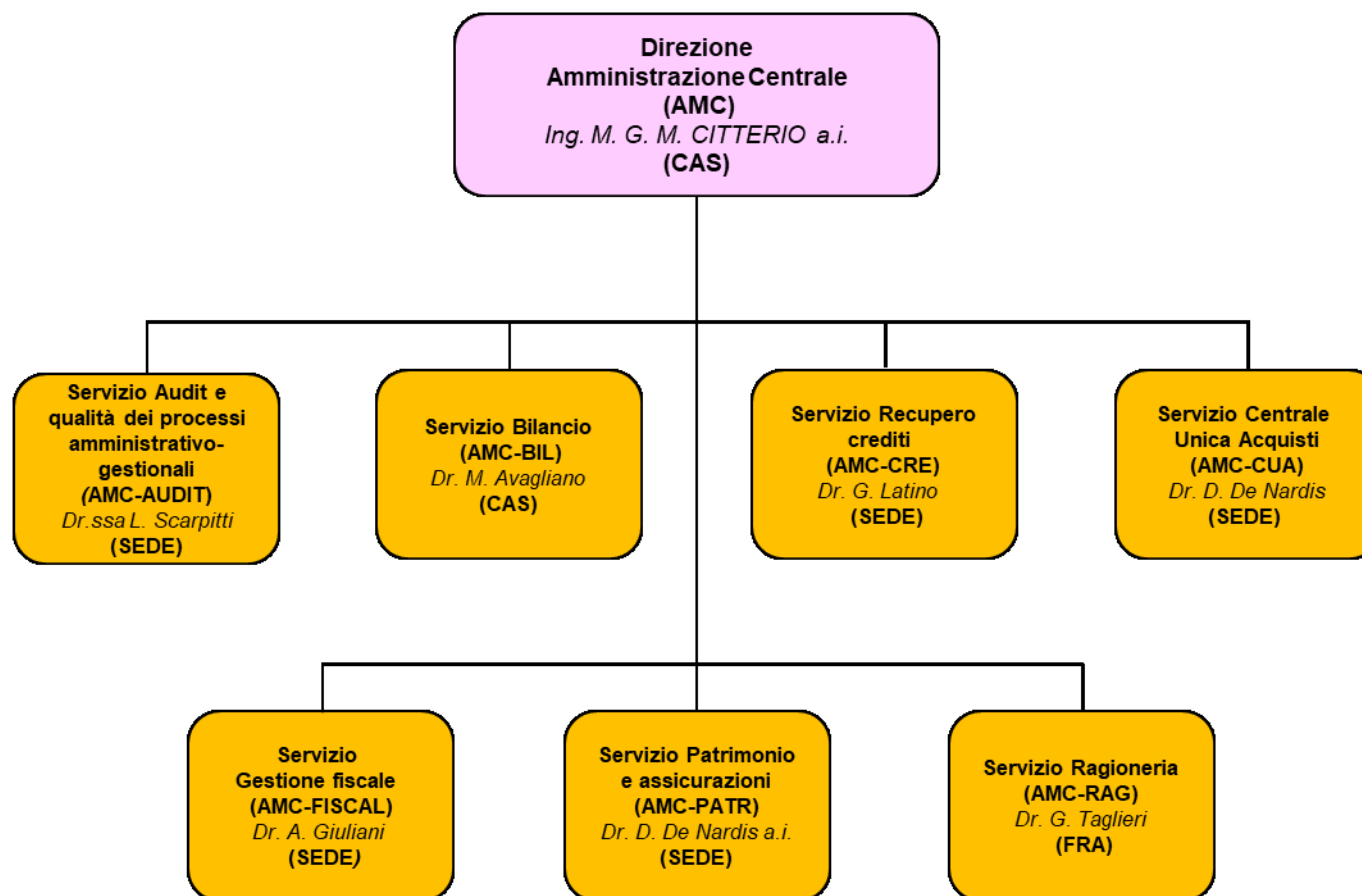 Direzione
Amministrazione Centrale
(AMC)
Ing. M. G. M. CITTERIO a.i.
(CAS)
Servizio Audit e
qualità dei processi
amministrativo-
gestionali
(AMC-AUDIT)
Dr.ssa L. Scarpitti
(SEDE)
Servizio Bilancio
(AMC-BIL)
Dr. M. Avagliano
(CAS)
Servizio Recupero
crediti
(AMC-CRE)
Dr. G. Latino
(SEDE)
Servizio Centrale
Unica Acquisti
(AMC-CUA)
Dr. D. De Nardis
(SEDE)
Servizio
Gestione fiscale
(AMC-FISCAL)
Dr. A. Giuliani
(SEDE)
Servizio Patrimonio
e assicurazioni
(AMC-PATR)
Dr. D. De Nardis a.i.
(SEDE)
Servizio Ragioneria
(AMC-RAG)
Dr. G. Taglieri
(FRA)